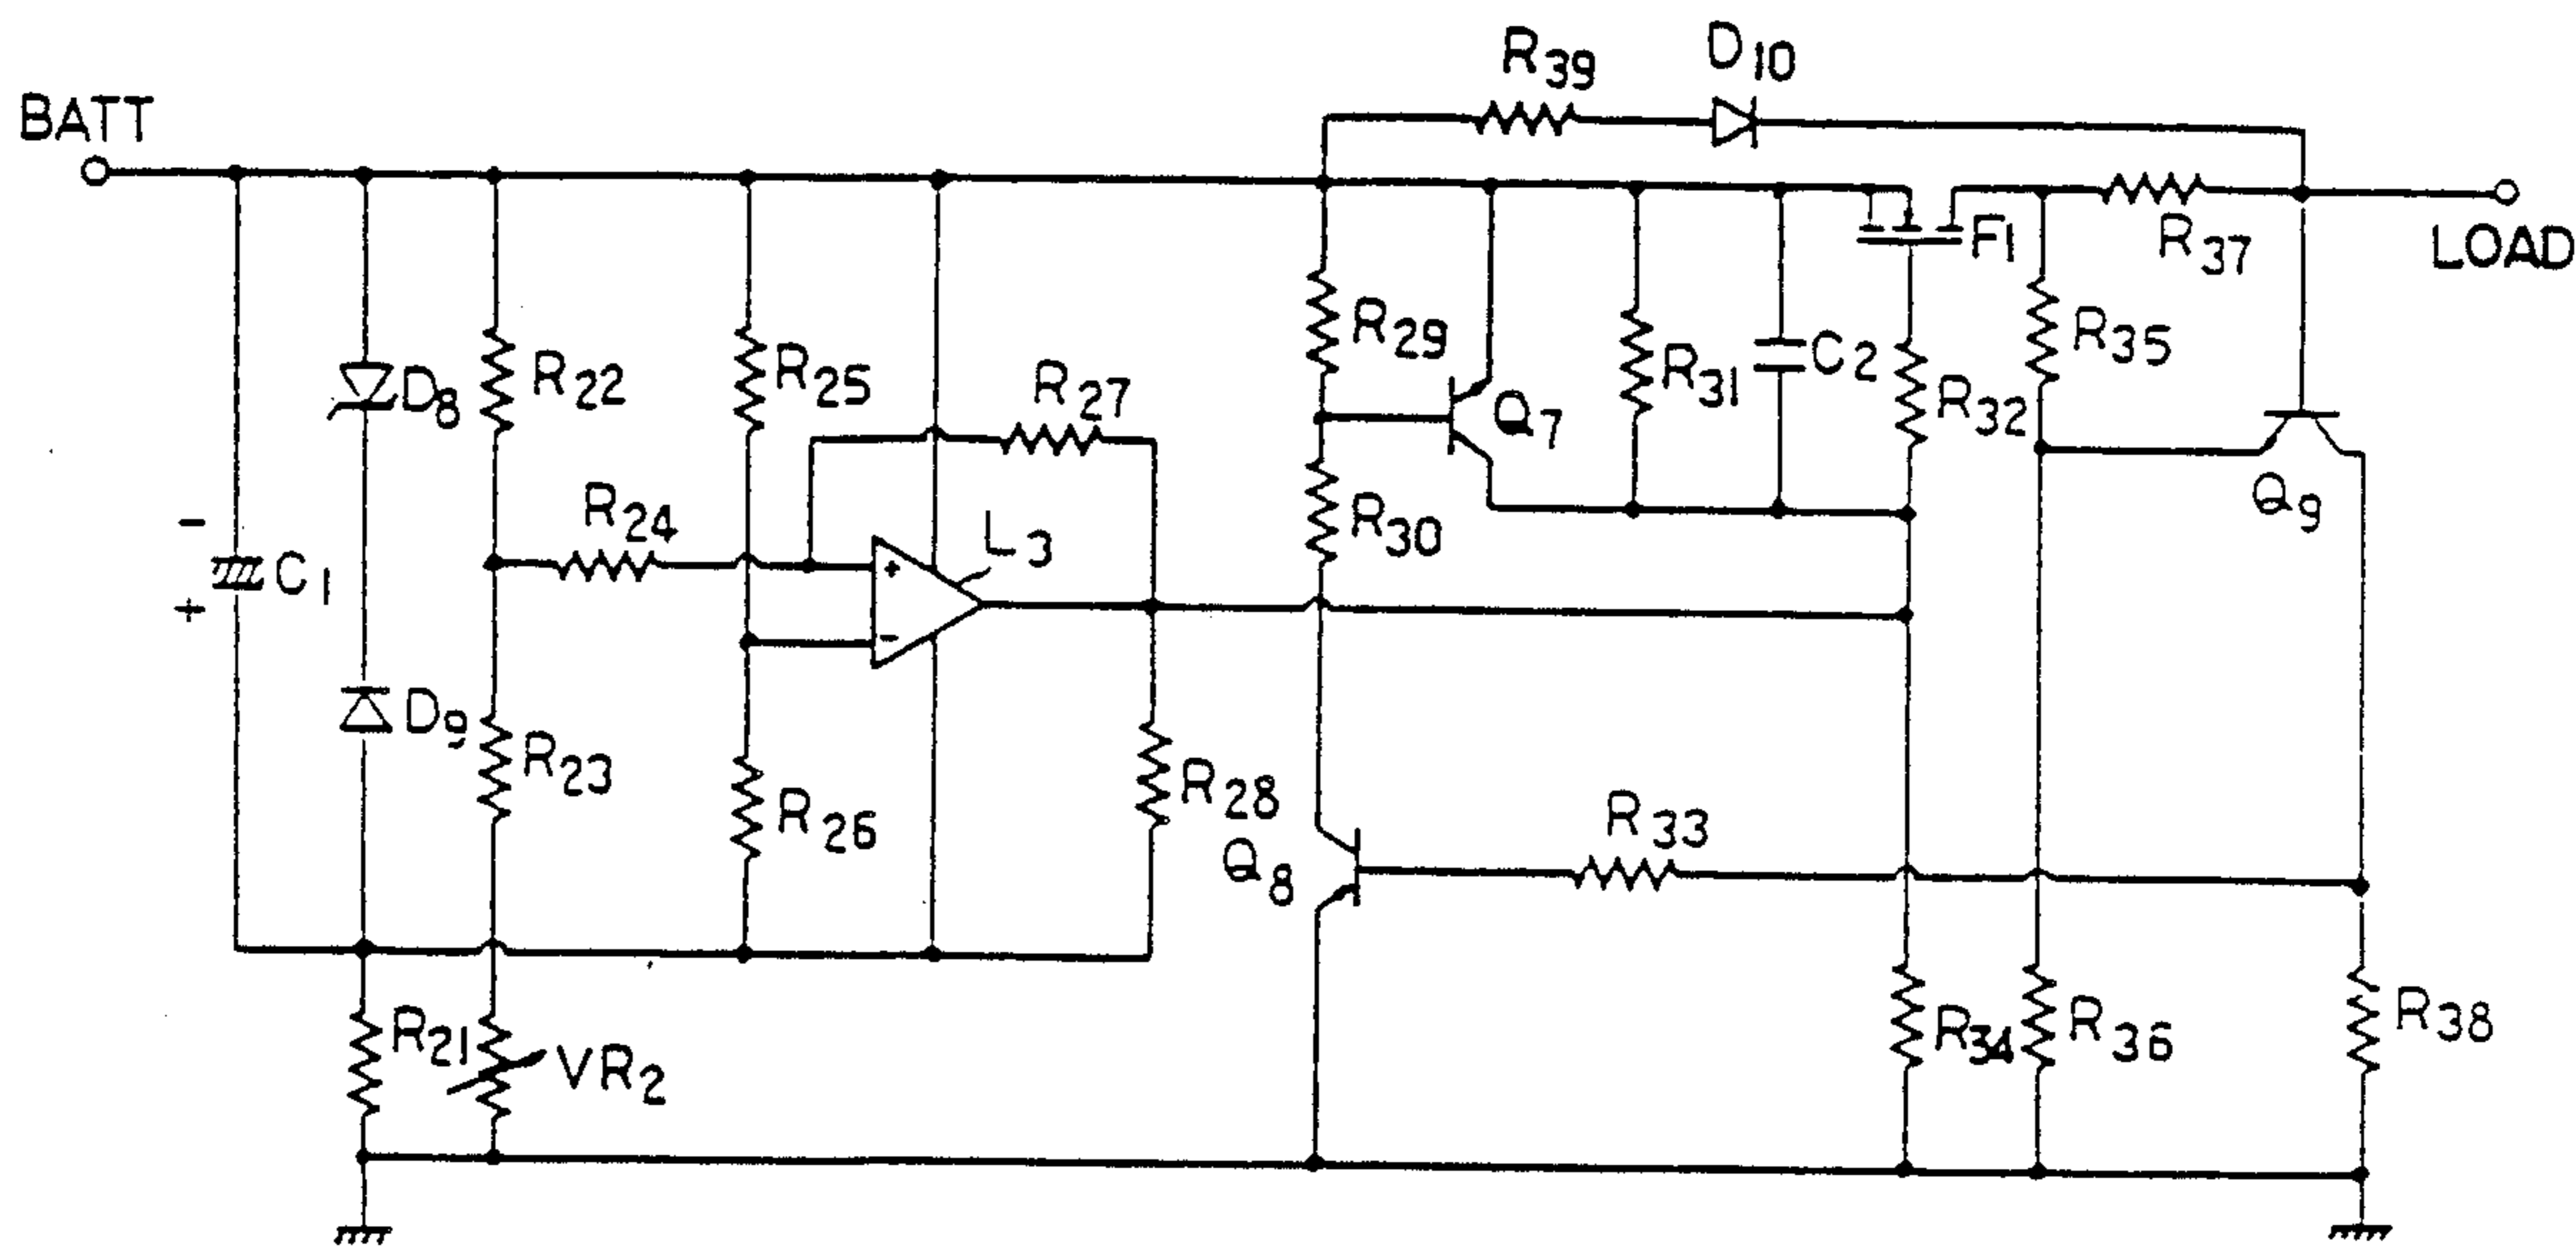 R39
D10
BATT
F1
R37
LOAD
R29
R35
R22
R25
R27
D8
Q7
R31
C2
R32
R24
L3
R30
Q9
-
C1
+
+
-
D9
R23
R28
R26
R33
Q8
R21
VR2
R34
R36
R38